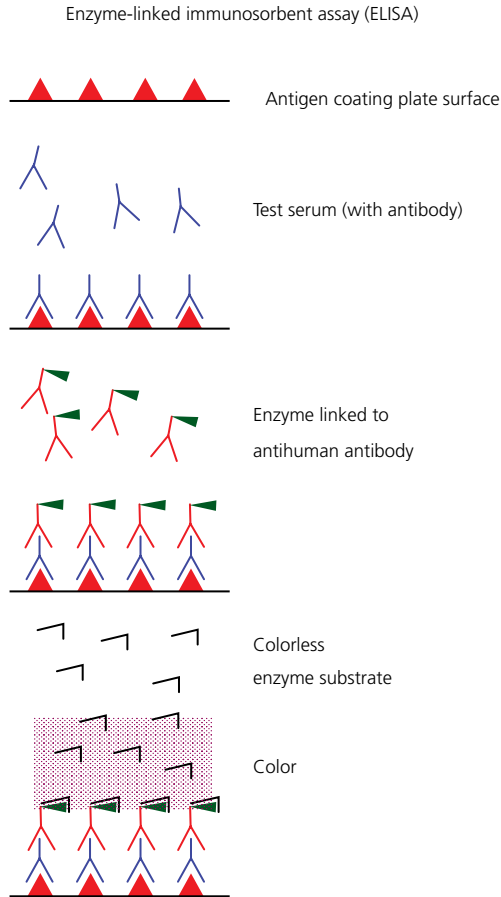 Enzyme-linked immunosorbent assay (ELISA)
Antigen coating plate surface
Test serum (with antibody)
Enzyme linked to
antihuman antibody
Colorless
enzyme substrate
Color